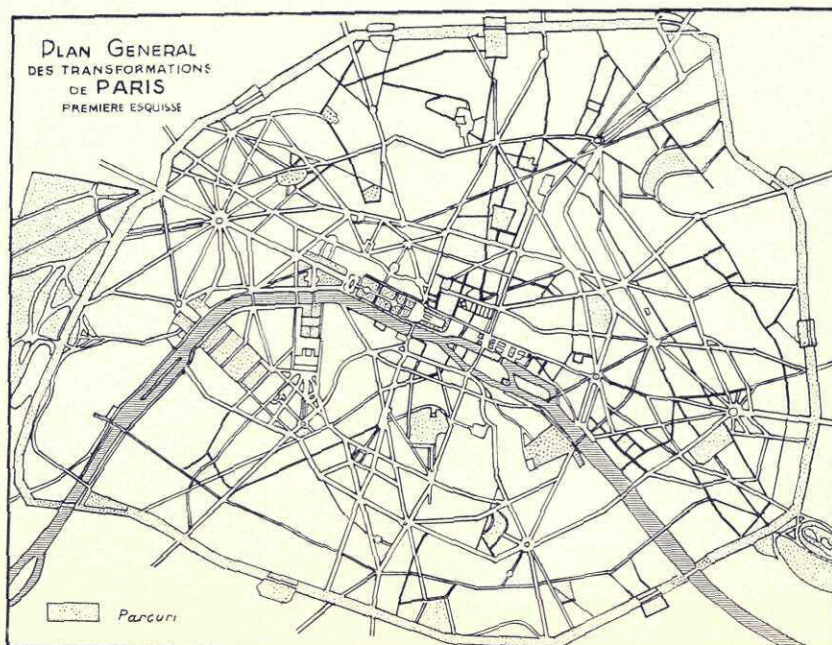 PLAN GENERAL
DES TRANSFORMATIONS
DE PARIS
PREMIERE ESQUISSE
Parcuri